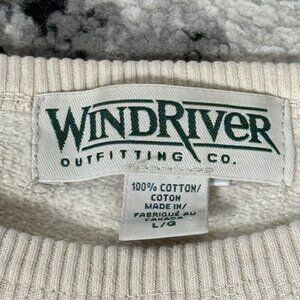 WINDRIVER
OUTFITTING CO.
100% COTTON/
COTON
MADE IN/
FABRIQUÉ AU
CANADA
L/G